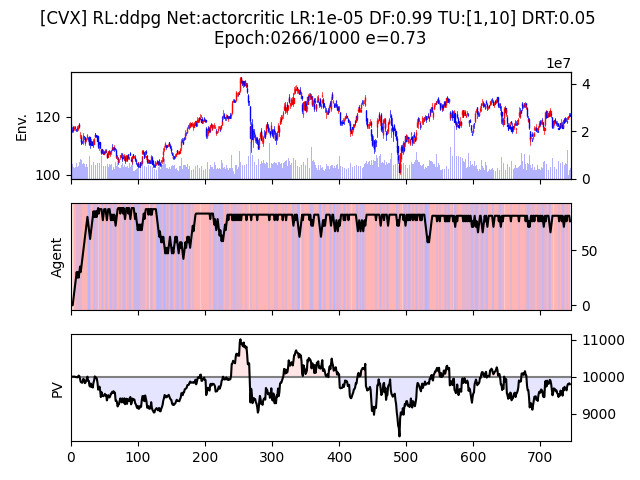 [CVX] RL:ddpg Net:actorcritic LR:1e-05 DF:0.99 TU:[1,10] DRT:0.05
Epoch:0266/1000 e=0.73
1e7
Env.
120
100
4
2
0
Agent
50
0
PV
11000
10000
9000
0 100 200 300 400 500 600 700